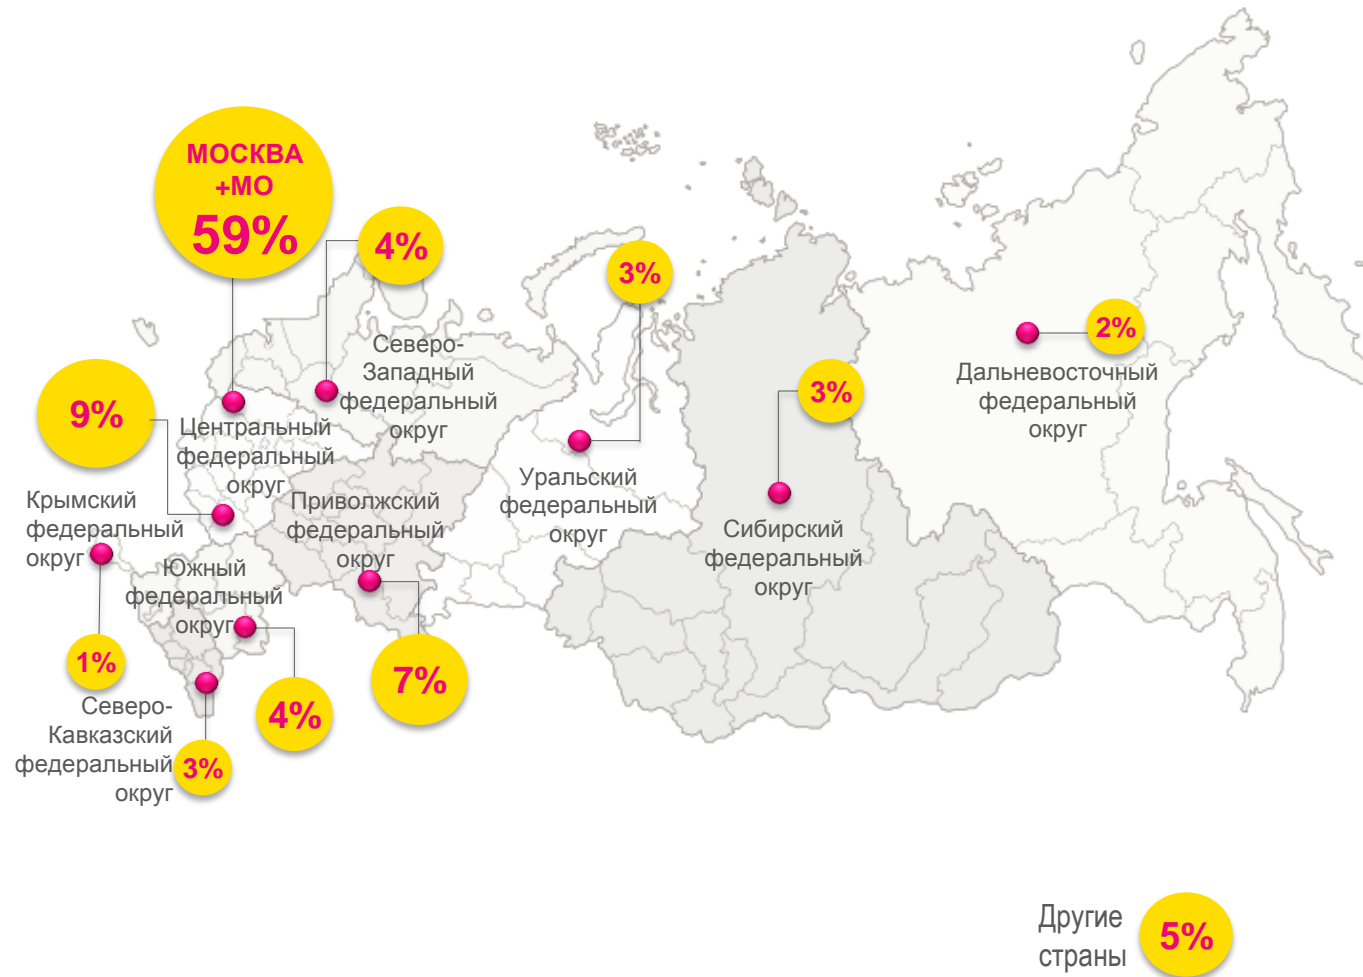 МОСКВА
+МО
59%
4%
3%
2%
3%
9%
Северо-
Западный
федеральный
округ
Дальневосточный
федеральный
округ
Центральный
федеральный
округ
Уральский
федеральный
округ
Крымский
федеральный
округ
Приволжский
федеральный
округ
Сибирский
федеральный
округ
Южный
федеральный
округ
1%
7%
4%
Северо-
Кавказский
федеральный
округ
3%
Другие
страны
5%